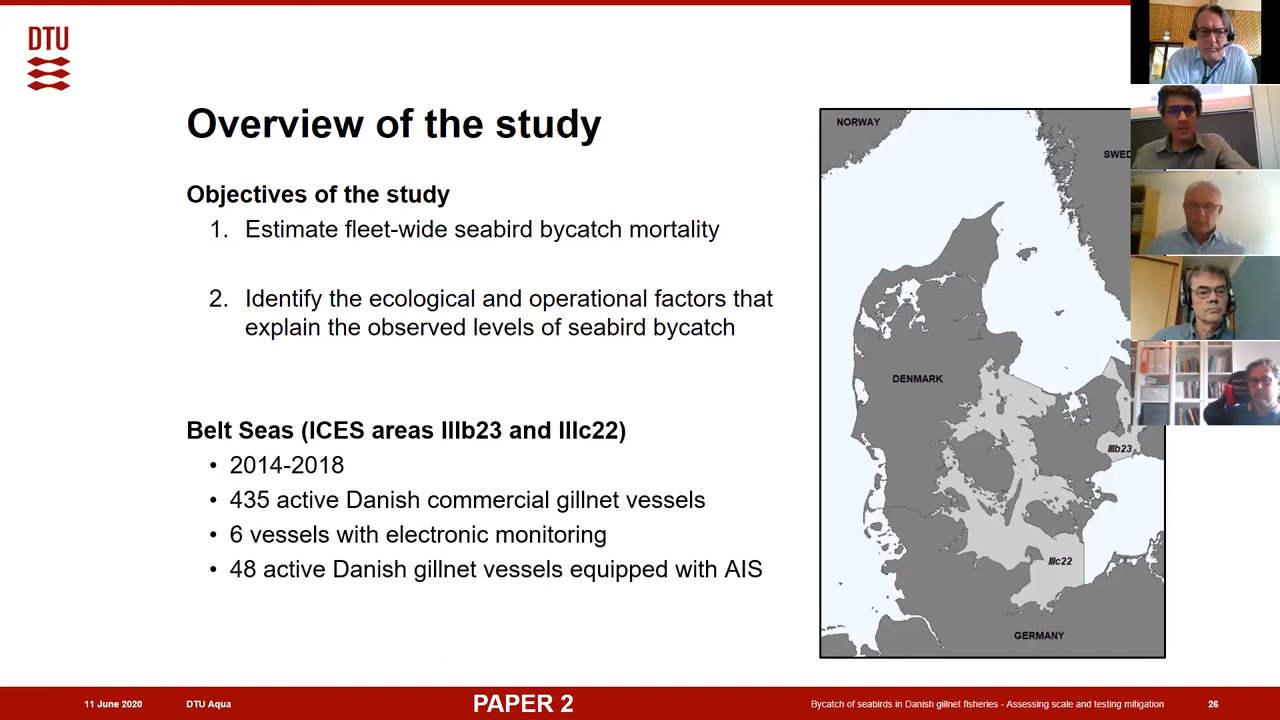 DTU
Overview of the study
Objectives of the study
1. Estimate fleet-wide seabird bycatch mortality
2. Identify the ecological and operational factors that
explain the observed levels of seabird bycatch
Belt Seas (ICES areas IIIb23 and IIIc22)
• 2014-2018
• 435 active Danish commercial gillnet vessels
• 6 vessels with electronic monitoring
• 48 active Danish gillnet vessels equipped with AIS
NORWAY
SWED
DENMARK
IIIb23
IIIc22
GERMANY
11 June 2020 DTU Aqua PAPER 2 Bycatch of seabirds in Danish gillnet fisheries - Assessing scale and testing mitigation 26